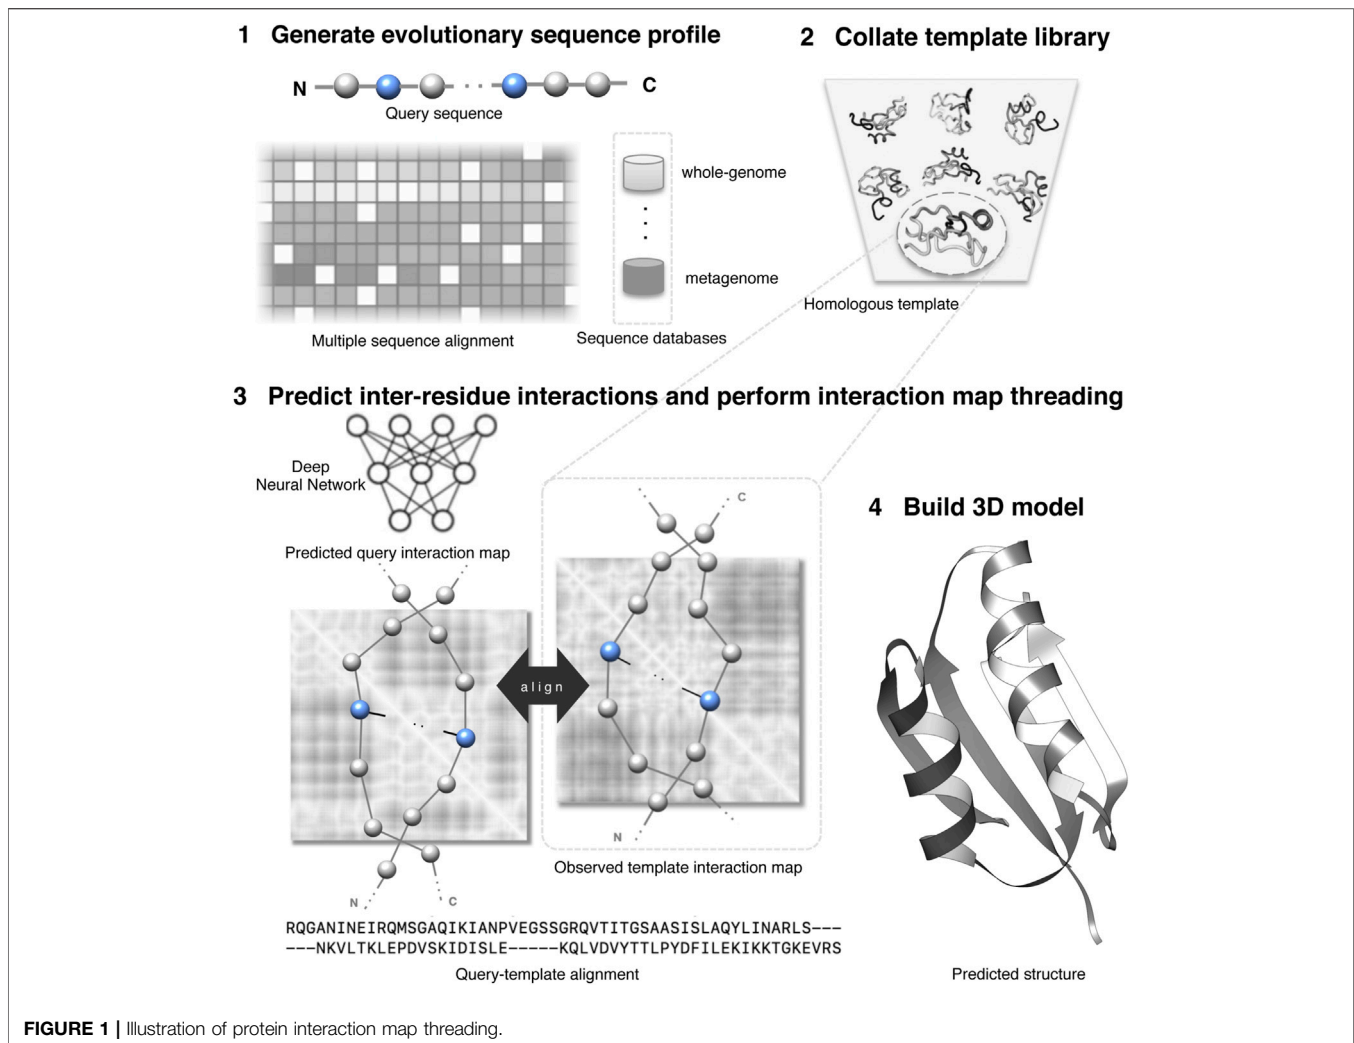 1 Generate evolutionary sequence profile
N
C
Query sequence
whole-genome
metagenome
Multiple sequence alignment
Sequence databases
2 Collate template library
Homologous template
3 Predict inter-residue interactions and perform interaction map threading
Deep
Neural Network
Predicted query interaction map
N
C
align
C
N
Observed template interaction map
RQGANINEIRQMSGAQIKIANPVEGSSGRQVTITGSAASISLAQYLINARLS---
---NKVLTKLEPDVSKIDISLE-----KQLVDVYTTLPYDFILEKIKKTGKEVRS
Query-template alignment
4 Build 3D model
Predicted structure
FIGURE 1 | Illustration of protein interaction map threading.